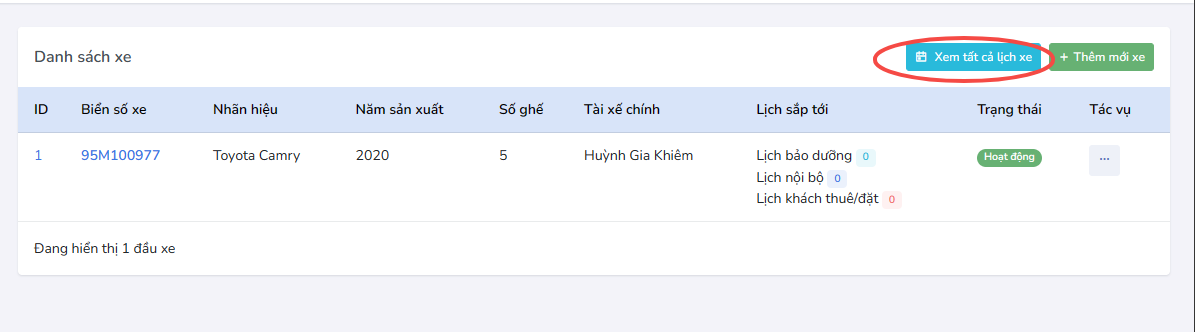 Danh sách xe
Xem tất cả lịch xe
+ Thêm mới xe
ID Biển số xe Nhãn hiệu Năm sản xuất Số ghế Tài xế chính Lịch sắp tới Trạng thái Tác vụ
1 95M100977 Toyota Camry 2020 5 Huỳnh Gia Khiêm Lịch bảo dưỡng 0 Hoạt động ...
Lịch nội bộ 0
Lịch khách thuê/đặt 0
Đang hiển thị 1 đầu xe